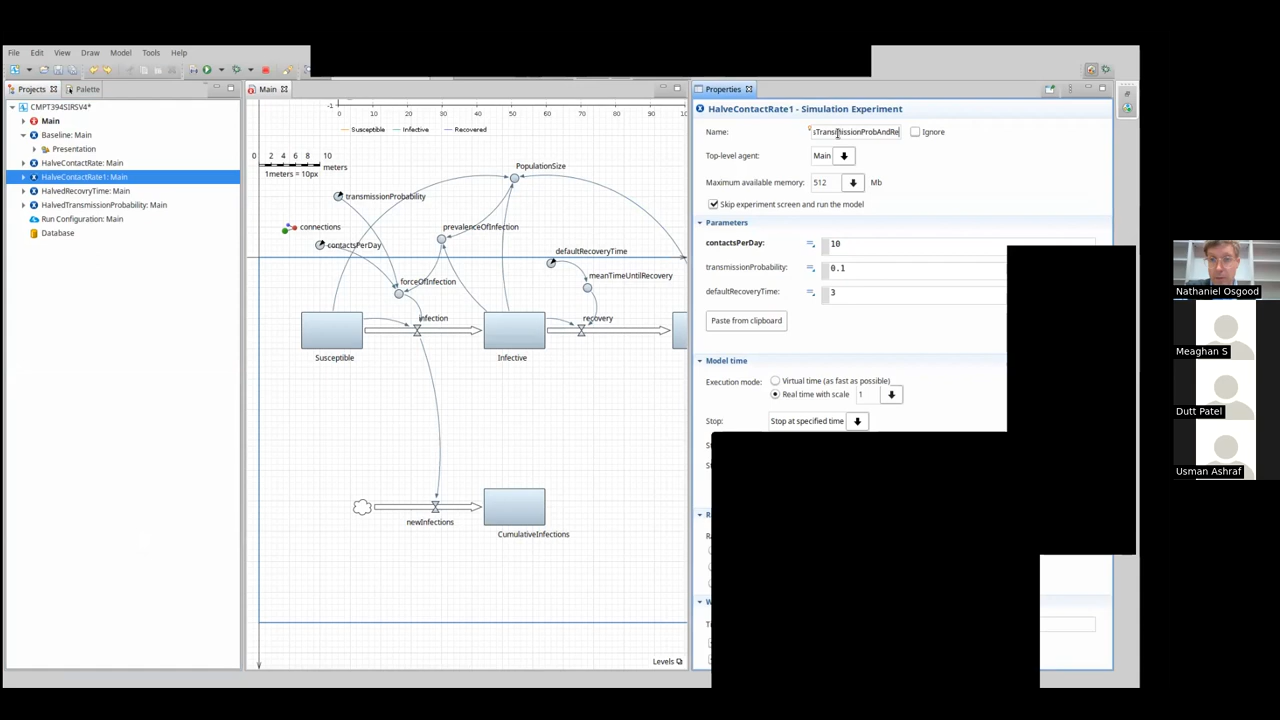 File Edit View Draw Model Tools Help
Projects Palette
CMPT394SIRSV4*
Main
Baseline: Main
Presentation
HalveContactRate: Main
HalveContactRate1: Main
HalvedRecovryTime: Main
HalvedTransmissionProbability: Main
Run Configuration: Main
Database
Main
-1
0 10 20 30 40 50 60 70 80 90
Susceptible Infective Recovered
0 2 4 6 8 10
meters
1meters = 10px
PopulationSize
transmissionProbability
connections
prevalenceOfInfection
contactsPerDay
defaultRecoveryTime
meanTimeUntilRecovery
forceOfInfection
infection
recovery
Susceptible
Infective
newInfections
CumulativeInfections
Levels
Properties
HalveContactRate1 - Simulation Experiment
Name: sTransmissionProbAndRe Ignore
Top-level agent: Main
Maximum available memory: 512 Mb
Skip experiment screen and run the model
Parameters
contactsPerDay: 10
transmissionProbability: 0.1
defaultRecoveryTime: 3
Paste from clipboard
Model time
Execution mode: Virtual time (as fast as possible)
Real time with scale 1
Stop: Stop at specified time
Nathaniel Osgood
Meaghan S
Dutt Patel
Usman Ashraf